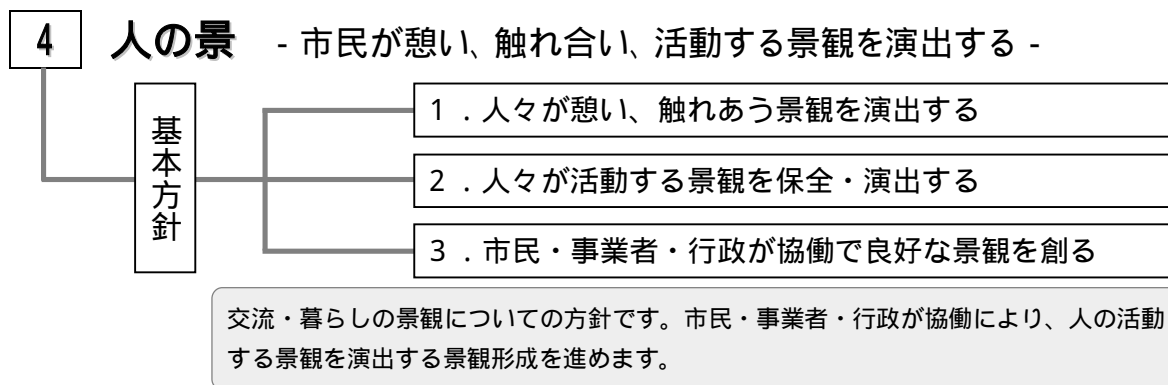 4 人の景 - 市民が憩い、触れ合い、活動する景観を演出する -
基本方針
1．人々が憩い、触れあう景観を演出する
2．人々が活動する景観を保全・演出する
3．市民・事業者・行政が協働で良好な景観を創る
交流・暮らしの景観についての方針です。市民・事業者・行政が協働により、人の活動
する景観を演出する景観形成を進めます。